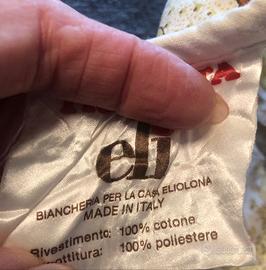 eli
BIANCHERIA PER LA CASA ELIOLONA
MADE IN ITALY
Rivestimento: 100% cotone
100% poliestere